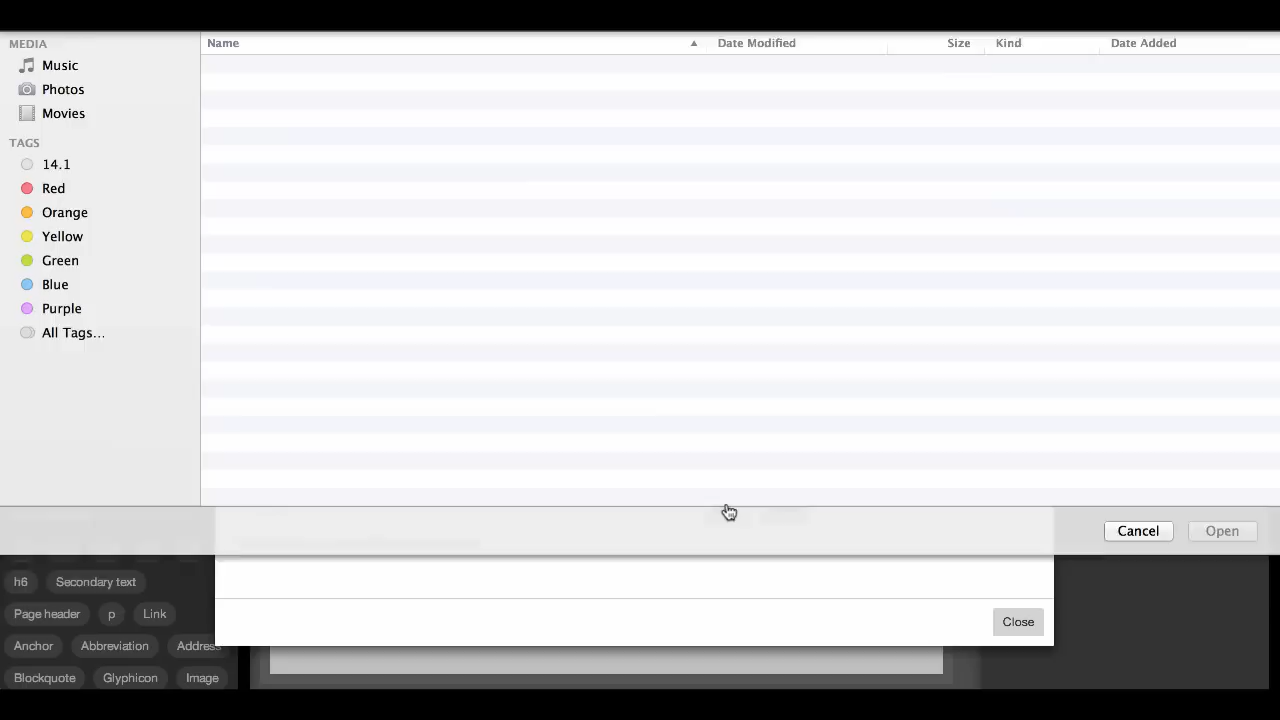 MEDIA
Music
Photos
Movies
TAGS
14.1
Red
Orange
Yellow
Green
Blue
Purple
All Tags...
Name Date Modified Size Kind Date Added
Cancel Open
Close
h6 Secondary text
Page header p Link
Anchor Abbreviation Address
Blockquote Glyphicon Image